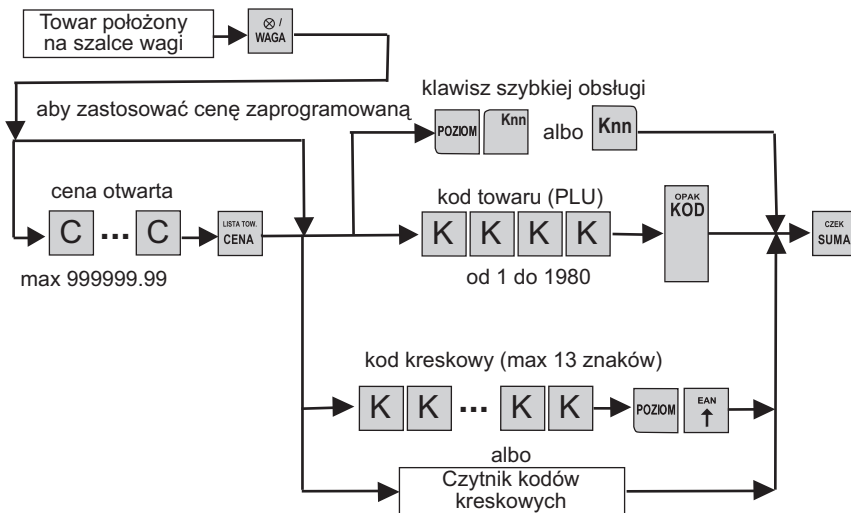 Towar położony
na szalce wagi
⊗ /
WAGA
aby zastosować cenę zaprogramowaną
klawisz szybkiej obsługi
POZIOM Knn albo Knn
cena otwarta
C ... C
LISTA TOW.
CENA
max 999999.99
kod towaru (PLU)
K K K K
od 1 do 1980
OPAK
KOD
CZEK
SUMA
kod kreskowy (max 13 znaków)
K K ... K K
POZIOM
EAN
↑
albo
Czytnik kodów
kreskowych